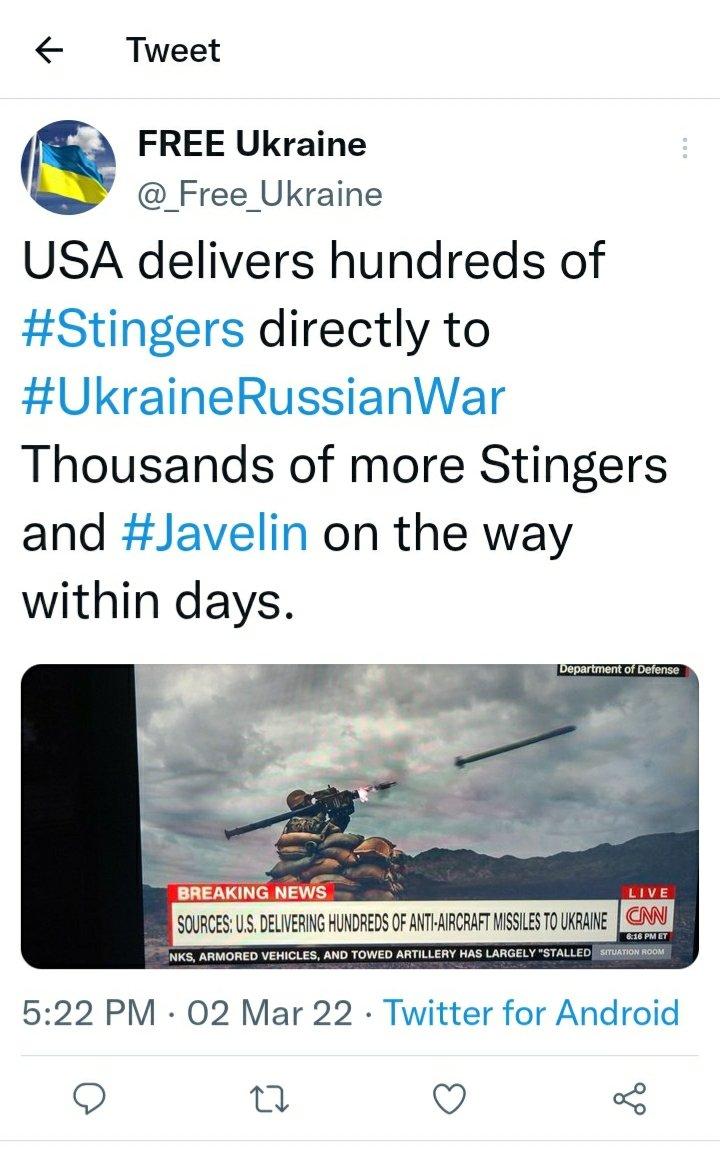 Tweet
FREE Ukraine
@_Free_Ukraine
USA delivers hundreds of
#Stingers directly to
#UkraineRussianWar
Thousands of more Stingers
and #Javelin on the way
within days.
Department of Defense
BREAKING NEWS
LIVE
SOURCES: U.S. DELIVERING HUNDREDS OF ANTI-AIRCRAFT MISSILES TO UKRAINE
CNN
6:16 PM ET
NKS, ARMORED VEHICLES, AND TOWED ARTILLERY HAS LARGELY "STALLED
SITUATION ROOM
5:22 PM · 02 Mar 22 · Twitter for Android